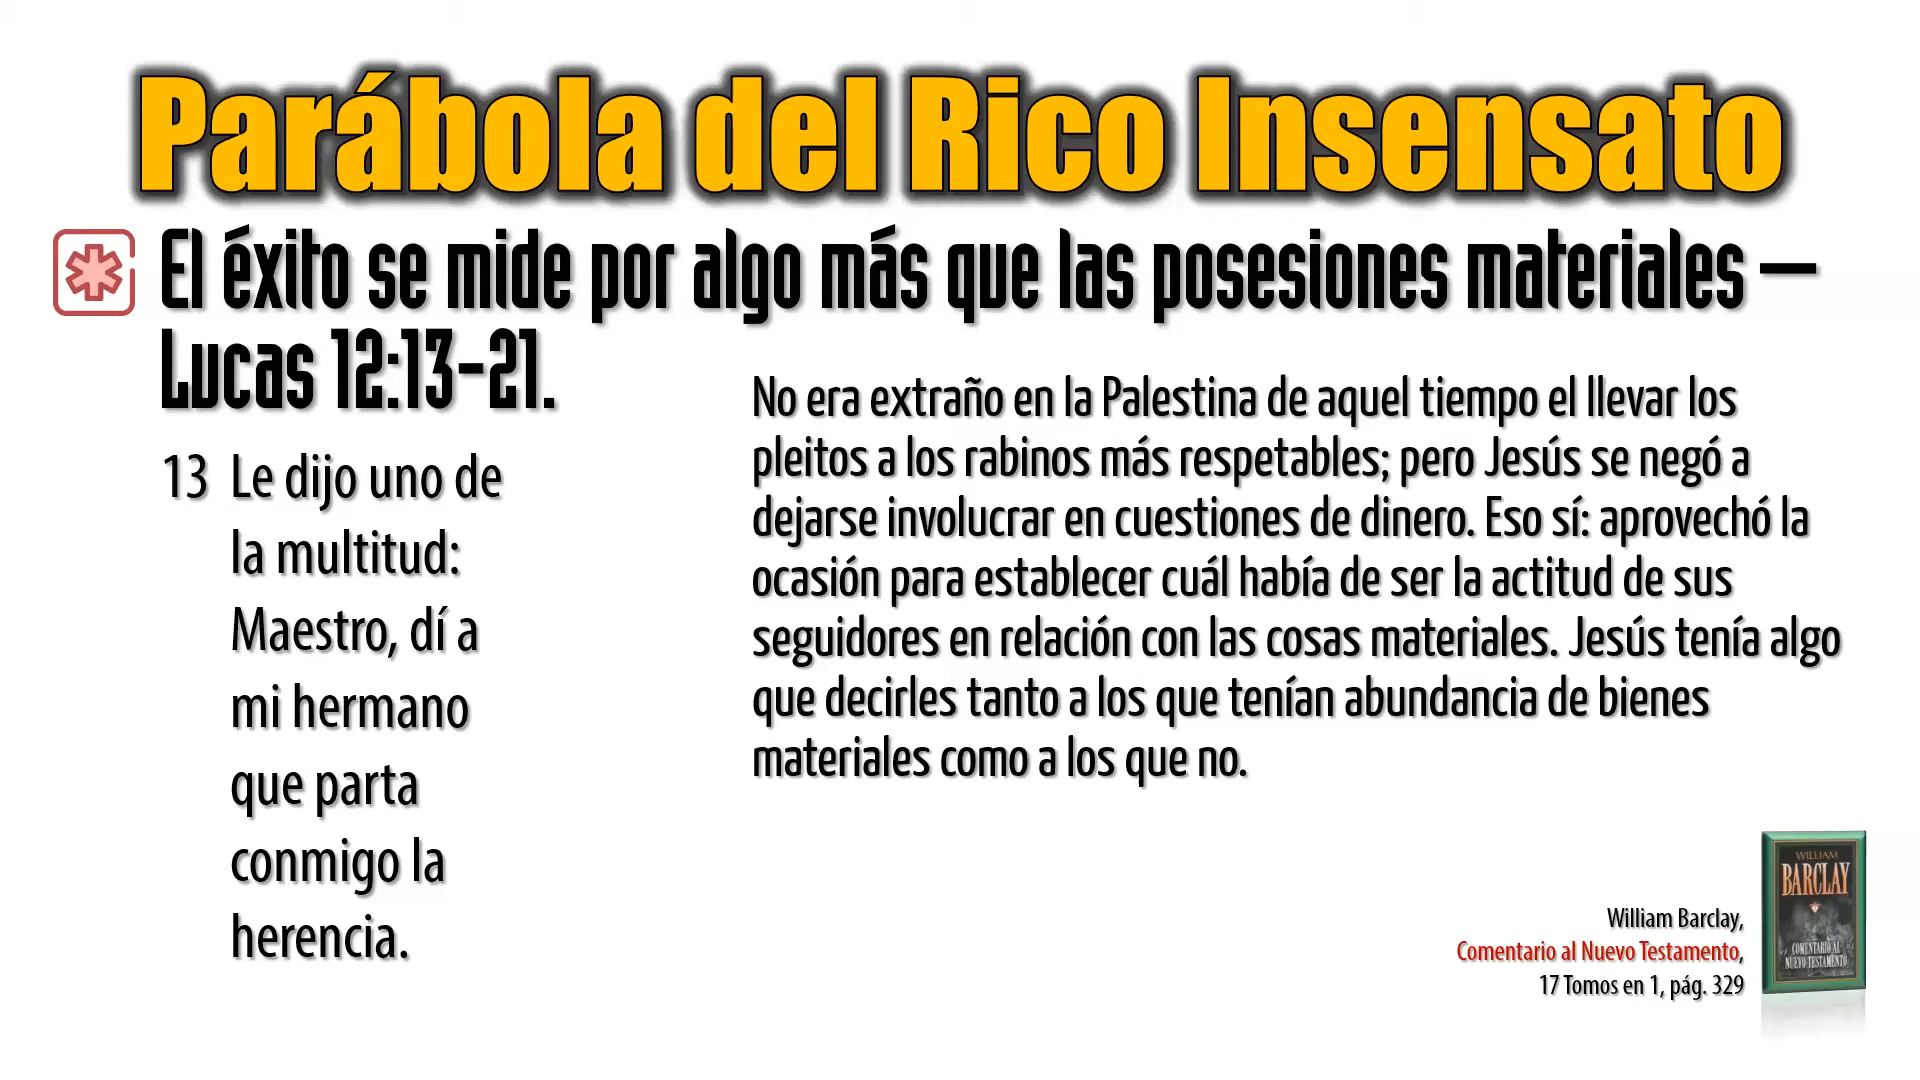 Parábola del Rico Insensato
El éxito se mide por algo más que las posesiones materiales –
Lucas 12:13-21.
13 Le dijo uno de
la multitud:
Maestro, dí a
mi hermano
que parta
conmigo la
herencia.
No era extraño en la Palestina de aquel tiempo el llevar los
pleitos a los rabinos más respetables; pero Jesús se negó a
dejarse involucrar en cuestiones de dinero. Eso sí: aprovechó la
ocasión para establecer cuál había de ser la actitud de sus
seguidores en relación con las cosas materiales. Jesús tenía algo
que decirles tanto a los que tenían abundancia de bienes
materiales como a los que no.
William Barclay,
Comentario al Nuevo Testamento,
17 Tomos en 1, pág. 329
WILLIAM
BARCLAY
COMENTARIO AL
NUEVO TESTAMENTO